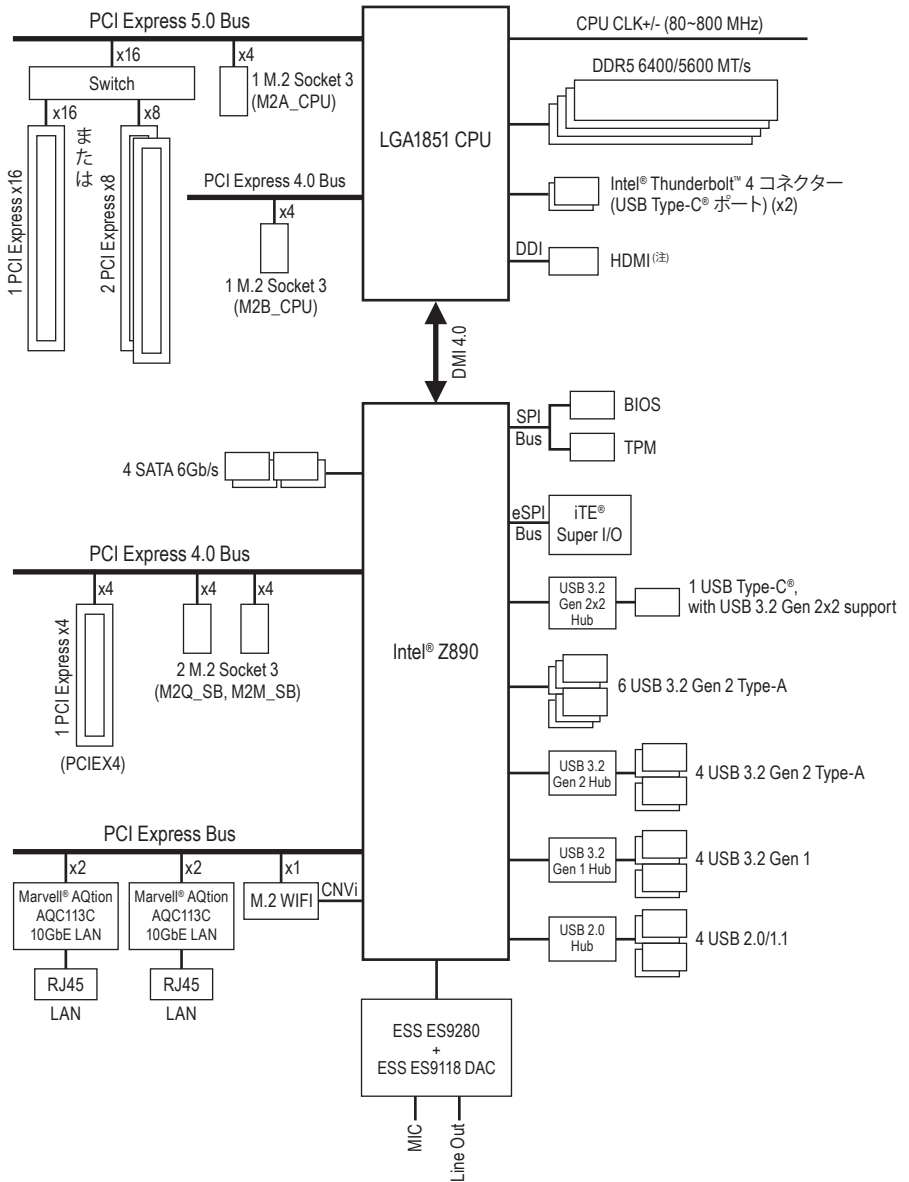 PCI Express 5.0 Bus
x16
x4
Switch
1 M.2 Socket 3
(M2A_CPU)
x16
x8
または
1 PCI Express x16
2 PCI Express x8
PCI Express 4.0 Bus
x4
1 M.2 Socket 3
(M2B_CPU)
LGA1851 CPU
CPU CLK+/- (80~800 MHz)
DDR5 6400/5600 MT/s
Intel® Thunderbolt™ 4 コネクター
(USB Type-C® ポート) (x2)
DDI
HDMI(注)
DMI 4.0
4 SATA 6Gb/s
PCI Express 4.0 Bus
x4
x4
x4
1 PCI Express x4
(PCIEX4)
2 M.2 Socket 3
(M2Q_SB, M2M_SB)
Intel® Z890
SPI
Bus
BIOS
TPM
eSPI
Bus
iTE®
Super I/O
USB 3.2
Gen 2x2
Hub
1 USB Type-C®,
with USB 3.2 Gen 2x2 support
6 USB 3.2 Gen 2 Type-A
USB 3.2
Gen 2 Hub
4 USB 3.2 Gen 2 Type-A
USB 3.2
Gen 1 Hub
4 USB 3.2 Gen 1
USB 2.0
Hub
4 USB 2.0/1.1
PCI Express Bus
x2
x2
x1
Marvell® AQtion
AQC113C
10GbE LAN
Marvell® AQtion
AQC113C
10GbE LAN
M.2 WIFI
CNVi
RJ45
RJ45
LAN
LAN
ESS ES9280
+
ESS ES9118 DAC
MIC
Line Out